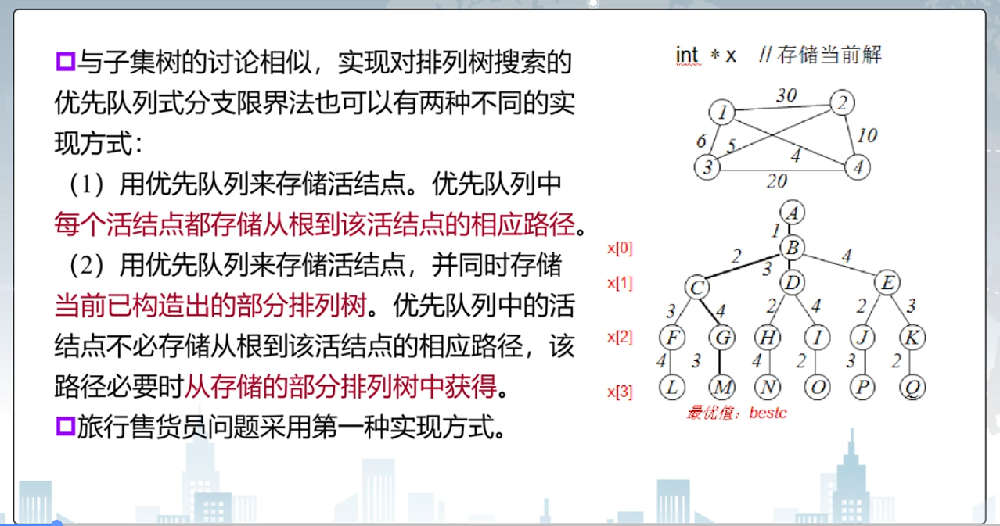 与子集树的讨论相似，实现对排列树搜索的
优先队列式分支限界法也可以有两种不同的实
现方式：
（1）用优先队列来存储活结点。优先队列中
每个活结点都存储从根到该活结点的相应路径。
（2）用优先队列来存储活结点，并同时存储
当前已构造出的部分排列树。优先队列中的活
结点不必存储从根到该活结点的相应路径，该
路径必要时从存储的部分排列树中获得。
旅行售货员问题采用第一种实现方式。
int * x // 存储当前解
1 30 2
6 5 4 10
3 20 4
A
1
x[0] B
2 3 4
x[1] C D E
3 4 2 4 2 3
x[2] F G H I J K
4 3 4 2 3 2
x[3] L M N O P Q
最优值：bestc